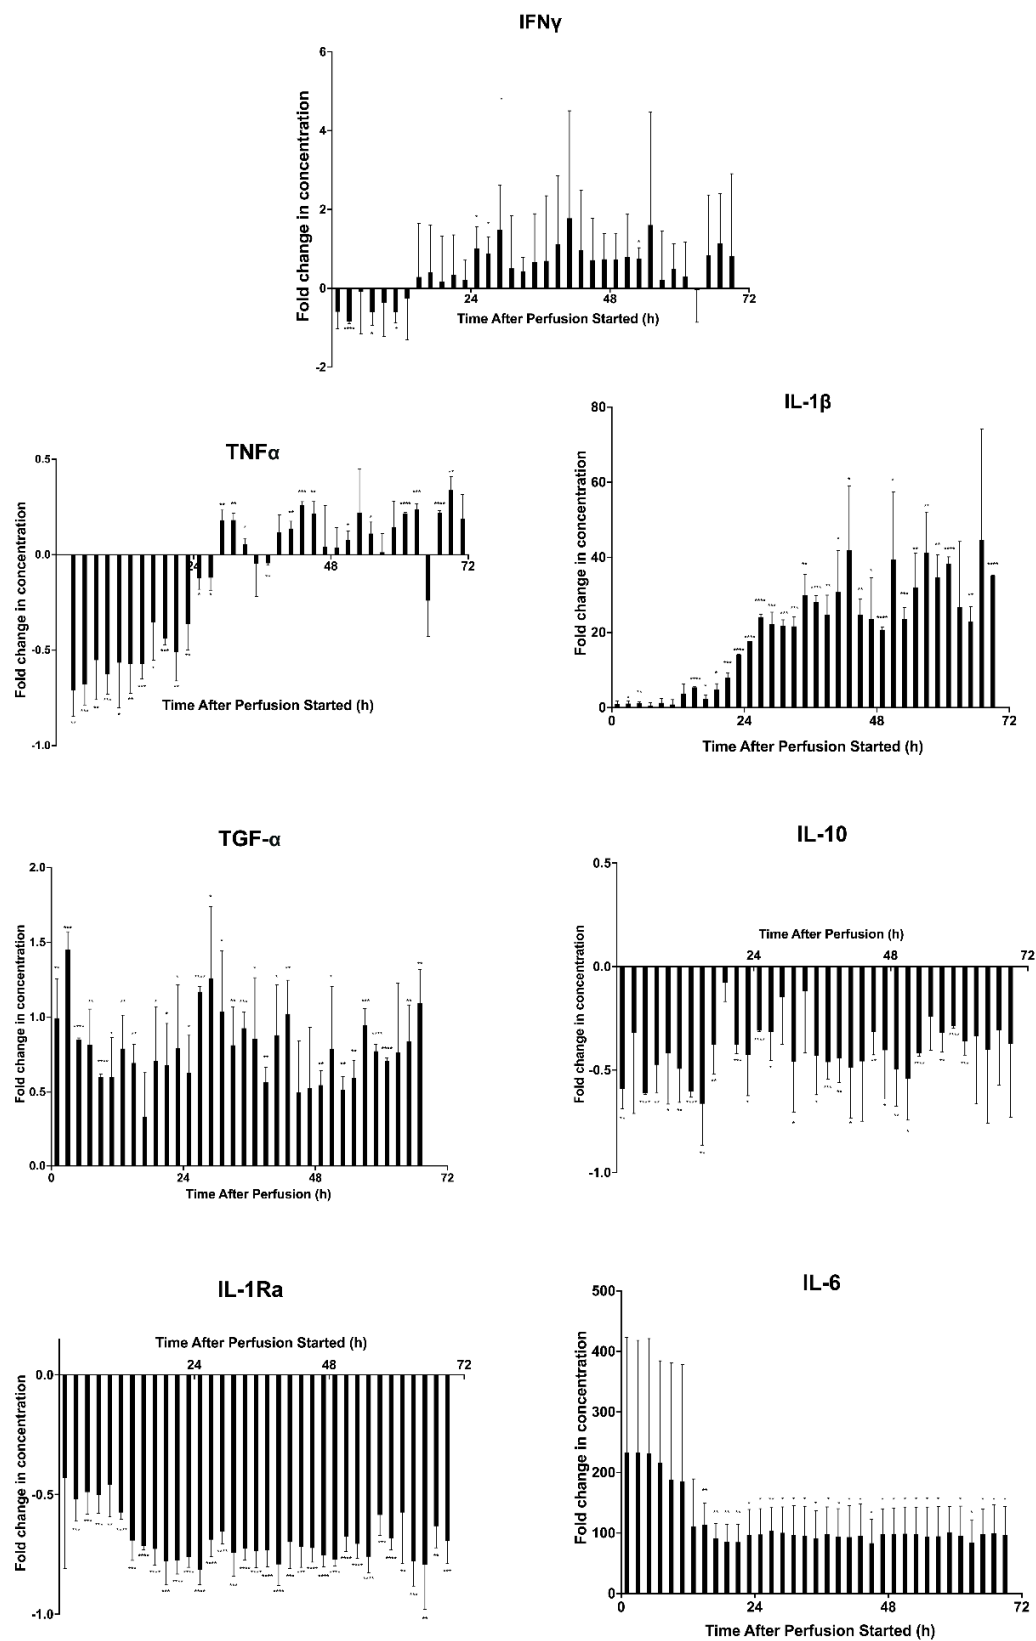 IFNγ
Fold change in concentration
6
4
2
0
-2
24
48
72
Time After Perfusion Started (h)
TNFα
Fold change in concentration
0.5
0.0
-0.5
-1.0
24
48
72
Time After Perfusion Started (h)
IL-1β
Fold change in concentration
80
60
40
20
0
0
24
48
72
Time After Perfusion Started (h)
TGF-α
Fold change in concentration
2.0
1.5
1.0
0.5
0.0
0
24
48
72
Time After Perfusion (h)
IL-10
Fold change in concentration
0.5
0.0
-0.5
-1.0
Time After Perfusion (h)
24
48
72
IL-1Ra
Fold change in concentration
Time After Perfusion Started (h)
24
48
72
0.0
-0.5
-1.0
IL-6
Fold change in concentration
500
400
300
200
100
0
0
24
48
72
Time After Perfusion Started (h)